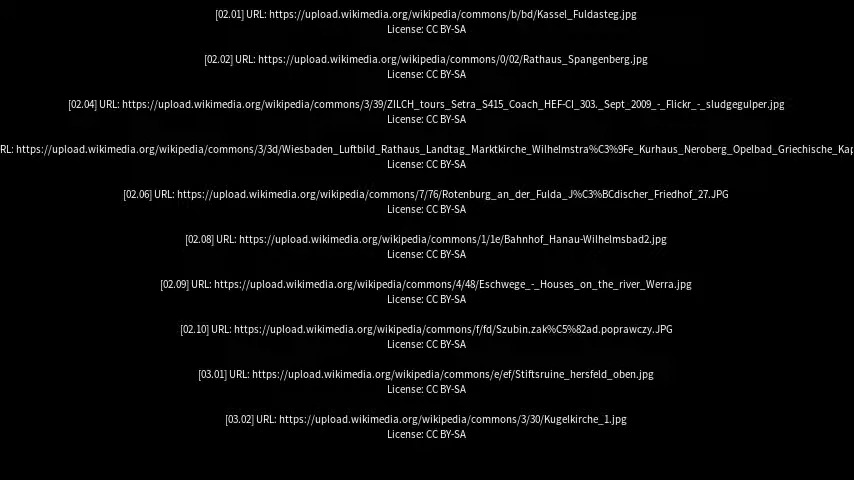 [02.01] URL: https://upload.wikimedia.org/wikipedia/commons/b/bd/Kassel_Fuldasteg.jpg
License: CC BY-SA
[02.02] URL: https://upload.wikimedia.org/wikipedia/commons/0/02/Rathaus_Spangenberg.jpg
License: CC BY-SA
[02.04] URL: https://upload.wikimedia.org/wikipedia/commons/3/39/ZILCH_tours_Setra_S415_Coach_HEF-CI_303._Sept_2009_-_Flickr_-_sludgegulper.jpg
License: CC BY-SA
RL: https://upload.wikimedia.org/wikipedia/commons/3/3d/Wiesbaden_Luftbild_Rathaus_Landtag_Marktkirche_Wilhelmstra%C3%9Fe_Kurhaus_Neroberg_Opelbad_Griechische_Kap
License: CC BY-SA
[02.06] URL: https://upload.wikimedia.org/wikipedia/commons/7/76/Rotenburg_an_der_Fulda_J%C3%BCdischer_Friedhof_27.JPG
License: CC BY-SA
[02.08] URL: https://upload.wikimedia.org/wikipedia/commons/1/1e/Bahnhof_Hanau-Wilhelmsbad2.jpg
License: CC BY-SA
[02.09] URL: https://upload.wikimedia.org/wikipedia/commons/4/48/Eschwege_-_Houses_on_the_river_Werra.jpg
License: CC BY-SA
[02.10] URL: https://upload.wikimedia.org/wikipedia/commons/f/fd/Szubin.zak%C5%82ad.poprawczy.JPG
License: CC BY-SA
[03.01] URL: https://upload.wikimedia.org/wikipedia/commons/e/ef/Stiftsruine_hersfeld_oben.jpg
License: CC BY-SA
[03.02] URL: https://upload.wikimedia.org/wikipedia/commons/3/30/Kugelkirche_1.jpg
License: CC BY-SA